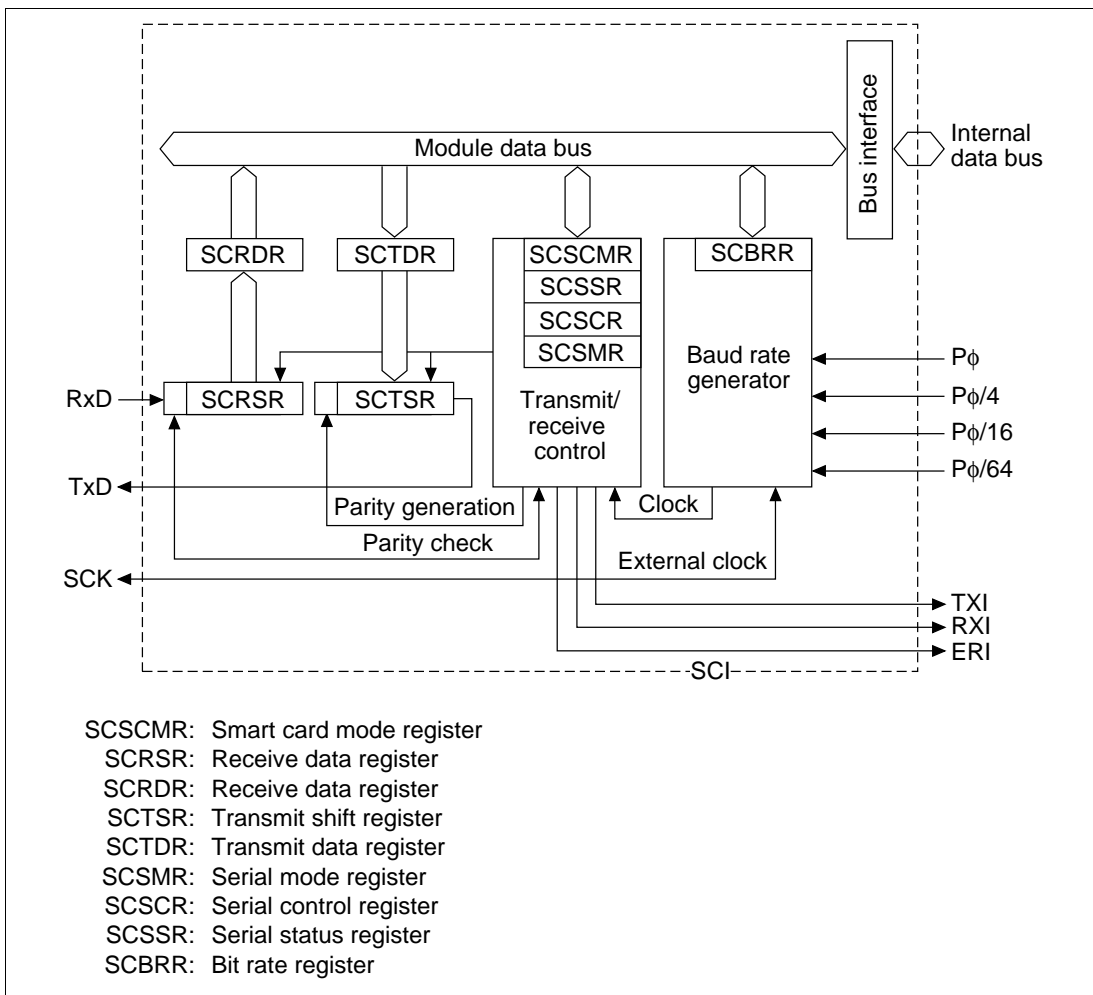 Module data bus
Bus interface
Internal
data bus
SCRDR
SCTDR
SCSCMR
SCSSR
SCSCR
SCSMR
SCBRR
Baud rate
generator
Transmit/
receive
control
SCRSR
SCTSR
RxD
TxD
SCK
Pφ
Pφ/4
Pφ/16
Pφ/64
Parity generation
Parity check
Clock
External clock
TXI
RXI
ERI
SCI
SCSCMR: Smart card mode register
SCRSR: Receive data register
SCRDR: Receive data register
SCTSR: Transmit shift register
SCTDR: Transmit data register
SCSMR: Serial mode register
SCSCR: Serial control register
SCSSR: Serial status register
SCBRR: Bit rate register